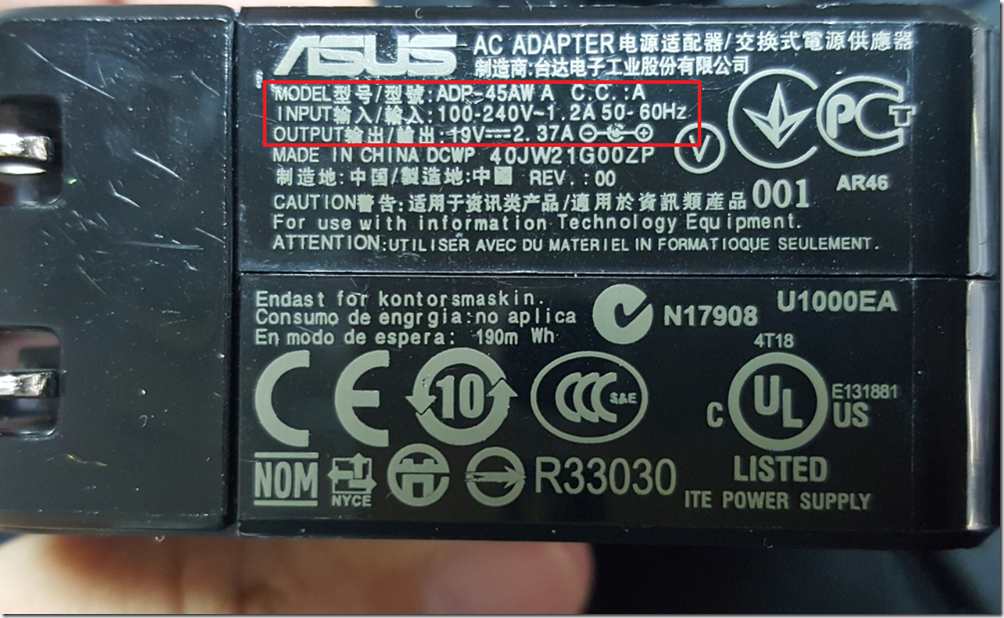 ASUS AC ADAPTER 电源适配器/交換式電源供應器
制造商:台达电子工业股份有限公司
MODEL型号/型號:ADP-45AW A C.C.:A
INPUT输入/輸入:100-240V~1.2A 50-60Hz
OUTPUT输出/輸出:19V⎓2.37A
MADE IN CHINA DCWP 40JW21G00ZP
V
PCT
制造地:中国/製造地:中國 REV.:00
AR46
CAUTION警告:适用于资讯类产品/適用於資訊類産品 001
For use with information Technology Equipment.
ATTENTION:UTILISER AVEC DU MATERIEL IN FORMATIOQUE SEULEMENT.
Endast for kontorsmaskin.
Consumo de engrgia:no aplica
En modo de espera: 190m Wh
N17908
U1000EA
4T18
CE
10
CCC S&E
C UL US
E131881
LISTED
ITE POWER SUPPLY
NOM
NYCE
R33030